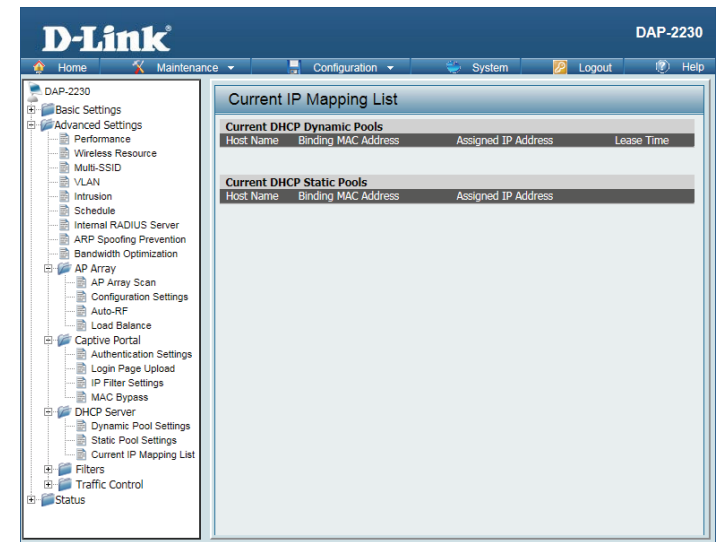 D-Link®
DAP-2230
Home Maintenance Configuration System Logout Help
DAP-2230
Basic Settings
Advanced Settings
Performance
Wireless Resource
Multi-SSID
VLAN
Intrusion
Schedule
Internal RADIUS Server
ARP Spoofing Prevention
Bandwidth Optimization
AP Array
AP Array Scan
Configuration Settings
Auto-RF
Load Balance
Captive Portal
Authentication Settings
Login Page Upload
IP Filter Settings
MAC Bypass
DHCP Server
Dynamic Pool Settings
Static Pool Settings
Current IP Mapping List
Filters
Traffic Control
Status
Current IP Mapping List
Current DHCP Dynamic Pools
Host Name Binding MAC Address Assigned IP Address Lease Time
Current DHCP Static Pools
Host Name Binding MAC Address Assigned IP Address